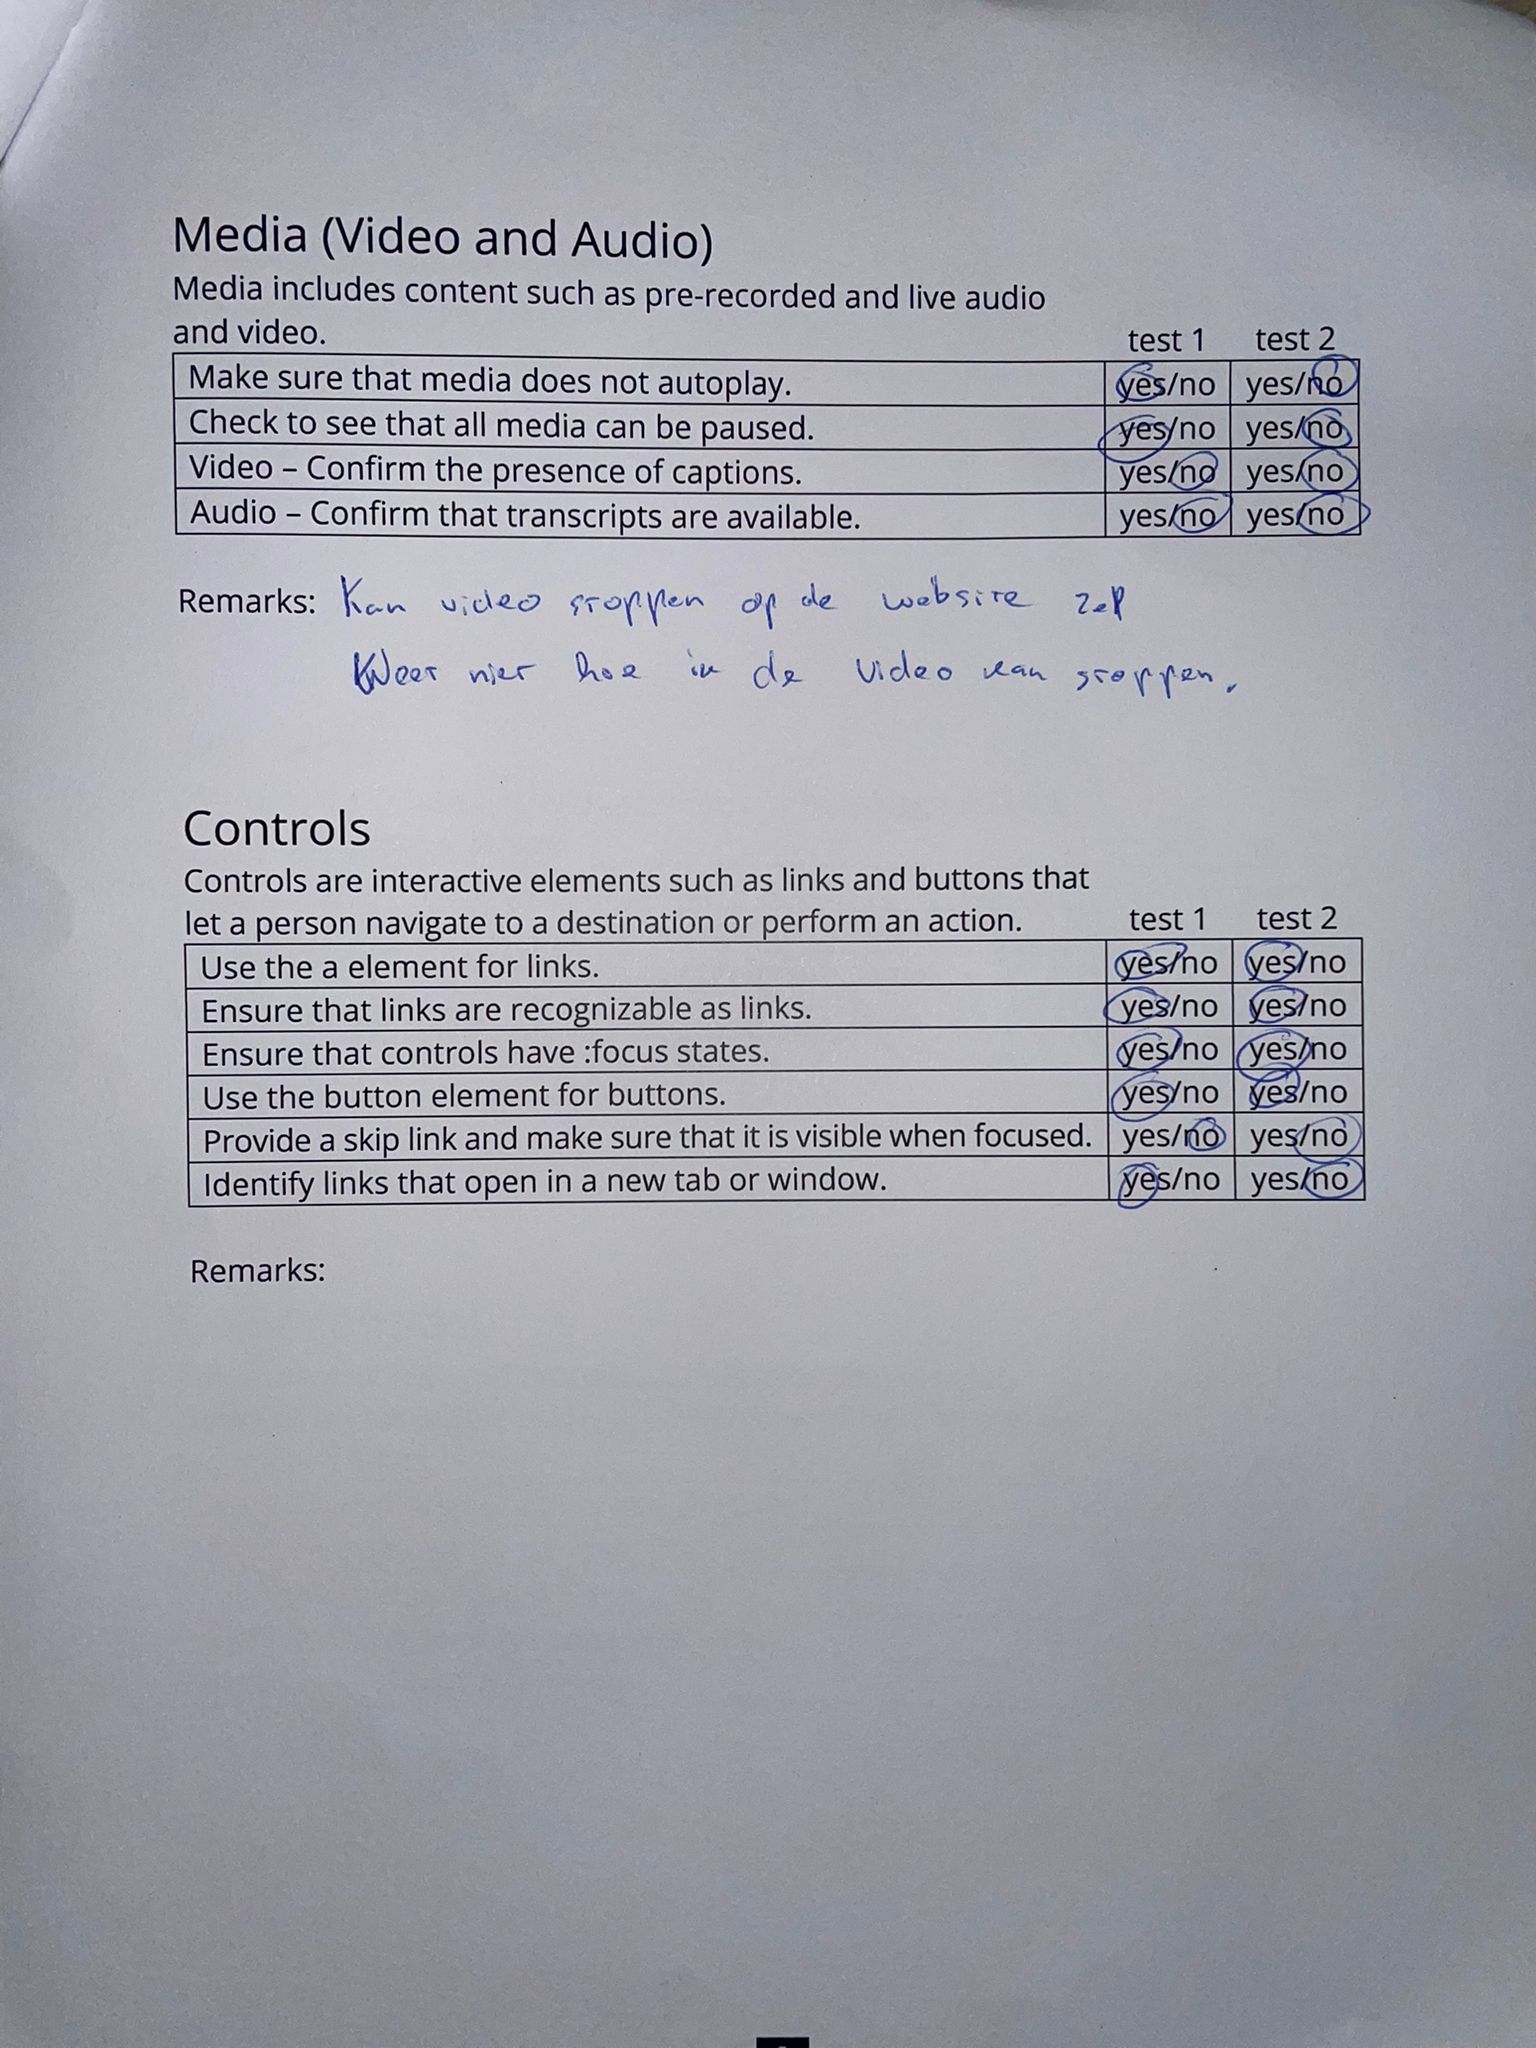 Media (Video and Audio)
Media includes content such as pre-recorded and live audio
and video. test 1 test 2
Make sure that media does not autoplay. yes/no yes/no
Check to see that all media can be paused. yes/no yes/no
Video – Confirm the presence of captions. yes/no yes/no
Audio – Confirm that transcripts are available. yes/no yes/no
Remarks: Kan video stoppen op de website zelf
Weet niet hoe in de video kan stoppen.
Controls
Controls are interactive elements such as links and buttons that
let a person navigate to a destination or perform an action. test 1 test 2
Use the a element for links. yes/no yes/no
Ensure that links are recognizable as links. yes/no yes/no
Ensure that controls have :focus states. yes/no yes/no
Use the button element for buttons. yes/no yes/no
Provide a skip link and make sure that it is visible when focused. yes/no yes/no
Identify links that open in a new tab or window. yes/no yes/no
Remarks: